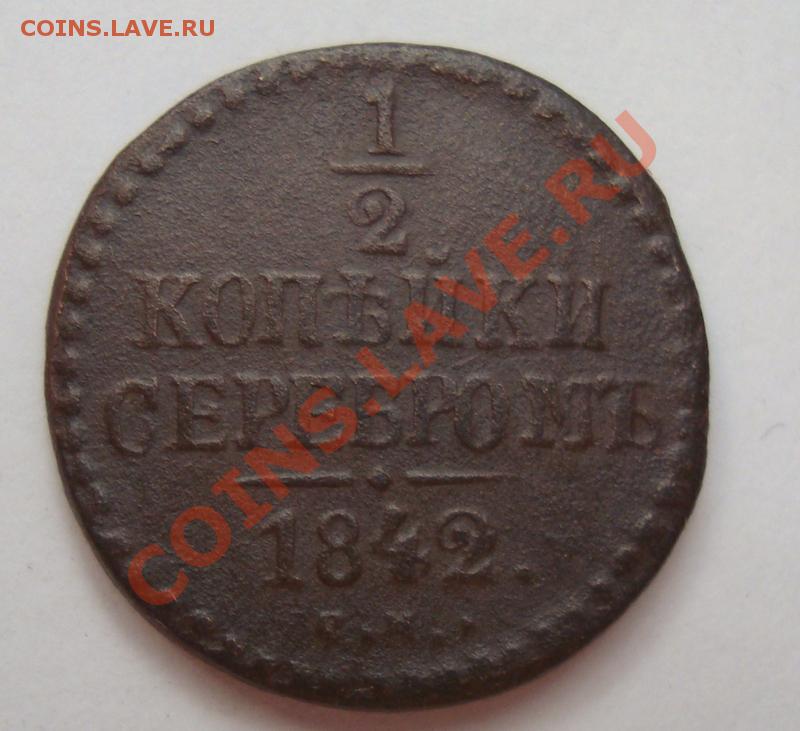 COINS.LAVE.RU
1
2.
КОПѢЙКИ
СЕРЕБРОМЪ
1842.
COINS.LAVE.RU